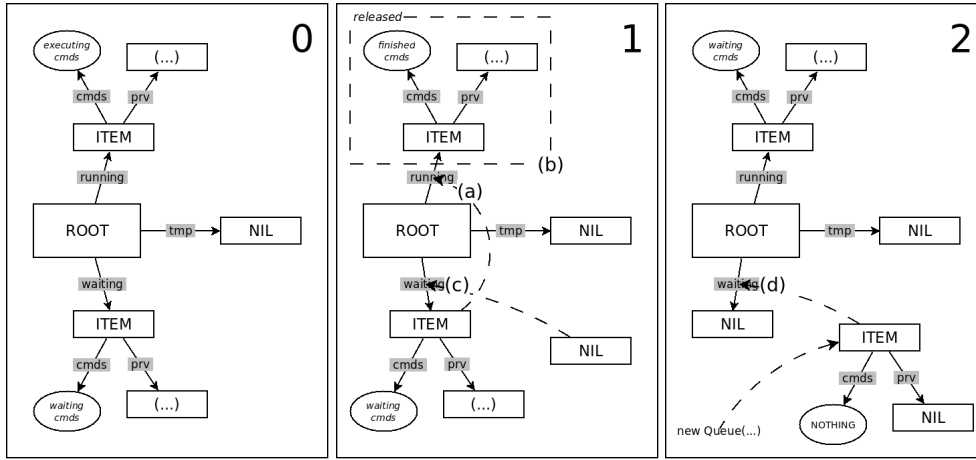 0
executing
cmds
(...)
cmds
prv
ITEM
running
ROOT
tmp
NIL
waiting
ITEM
cmds
prv
waiting
cmds
(...)
released
1
finished
cmds
(...)
cmds
prv
ITEM
(b)
running
(a)
ROOT
tmp
NIL
waiting
(c)
ITEM
NIL
cmds
prv
waiting
cmds
(...)
2
waiting
cmds
(...)
cmds
prv
ITEM
running
ROOT
tmp
NIL
waiting
(d)
NIL
ITEM
cmds
prv
new Queue(...)
NOTHING
NIL